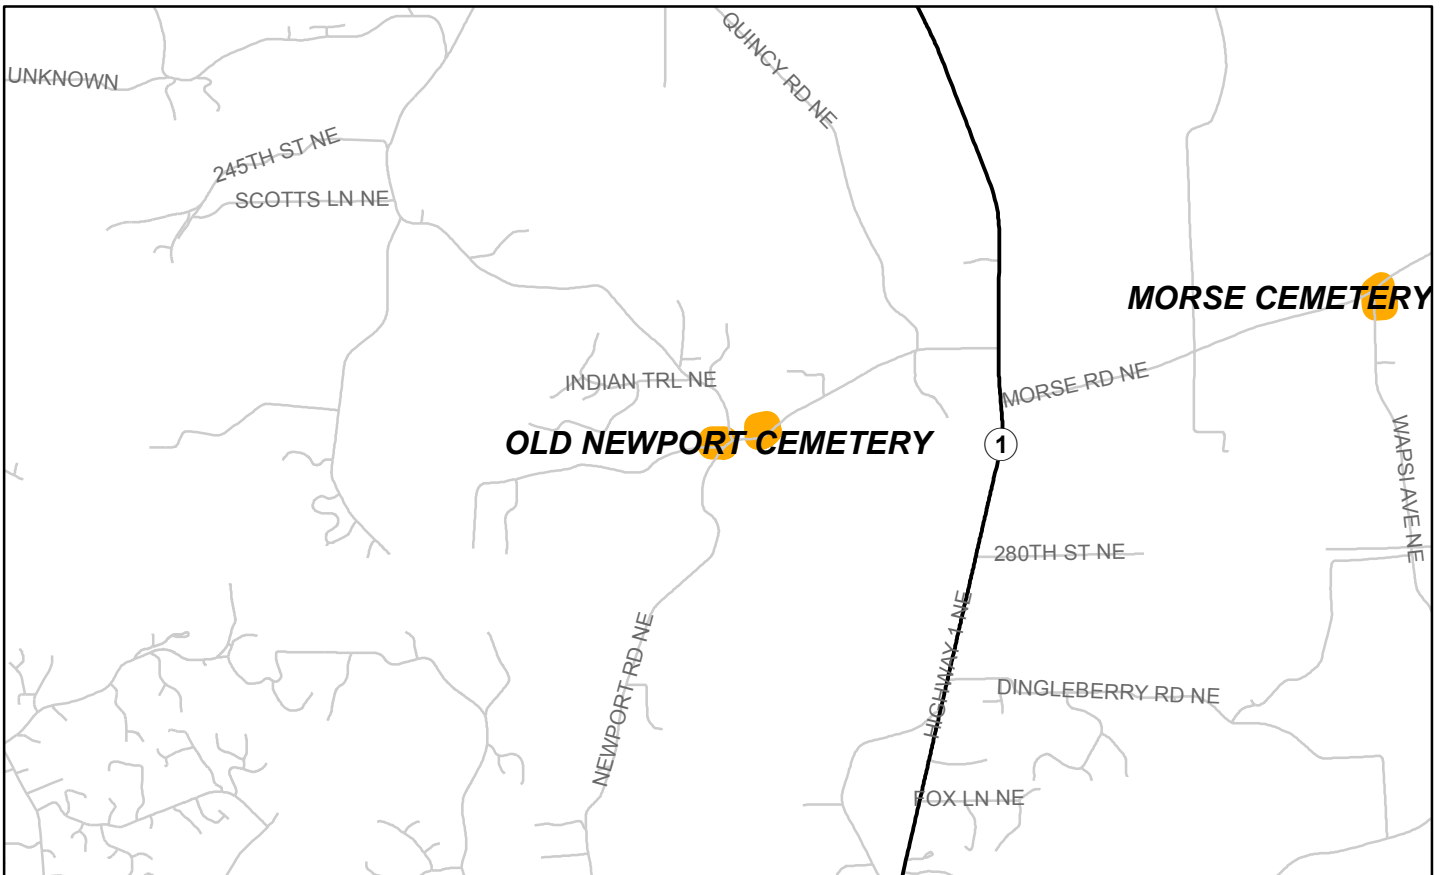 QUINCY RD NE
UNKNOWN
245TH ST NE
SCOTTS LN NE
MORSE CEMETERY
INDIAN TRL NE
MORSE RD NE
OLD NEWPORT CEMETERY
1
WAPSI AVE NE
280TH ST NE
HIGHWAY 1 NE
NEWPORT RD NE
DINGLEBERRY RD NE
FOX LN NE